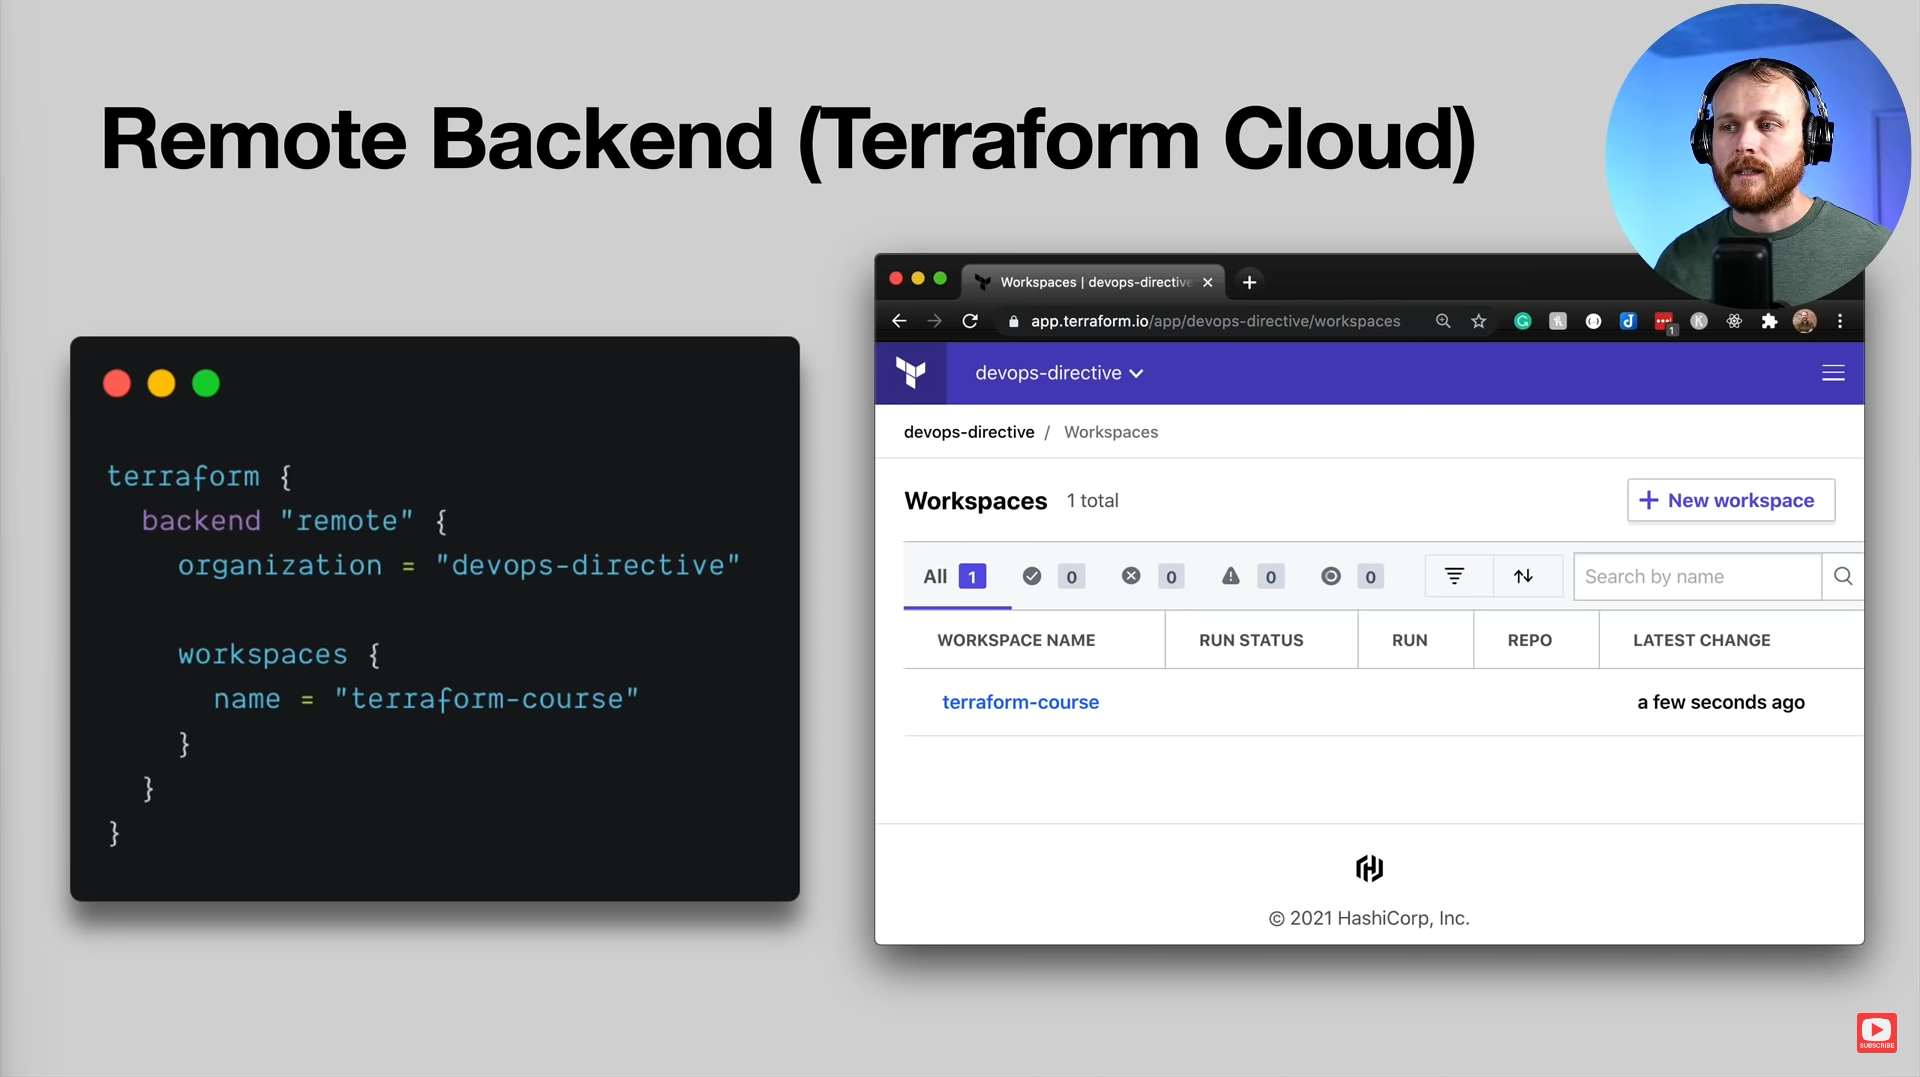 Remote Backend (Terraform Cloud)
terraform {
backend "remote" {
organization = "devops-directive"
workspaces {
name = "terraform-course"
}
}
}
Workspaces | devops-directive
app.terraform.io/app/devops-directive/workspaces
1
devops-directive
devops-directive / Workspaces
Workspaces 1 total
+ New workspace
All 1 0 0 0 0 Search by name
WORKSPACE NAME RUN STATUS RUN REPO LATEST CHANGE
terraform-course a few seconds ago
© 2021 HashiCorp, Inc.
SUBSCRIBE